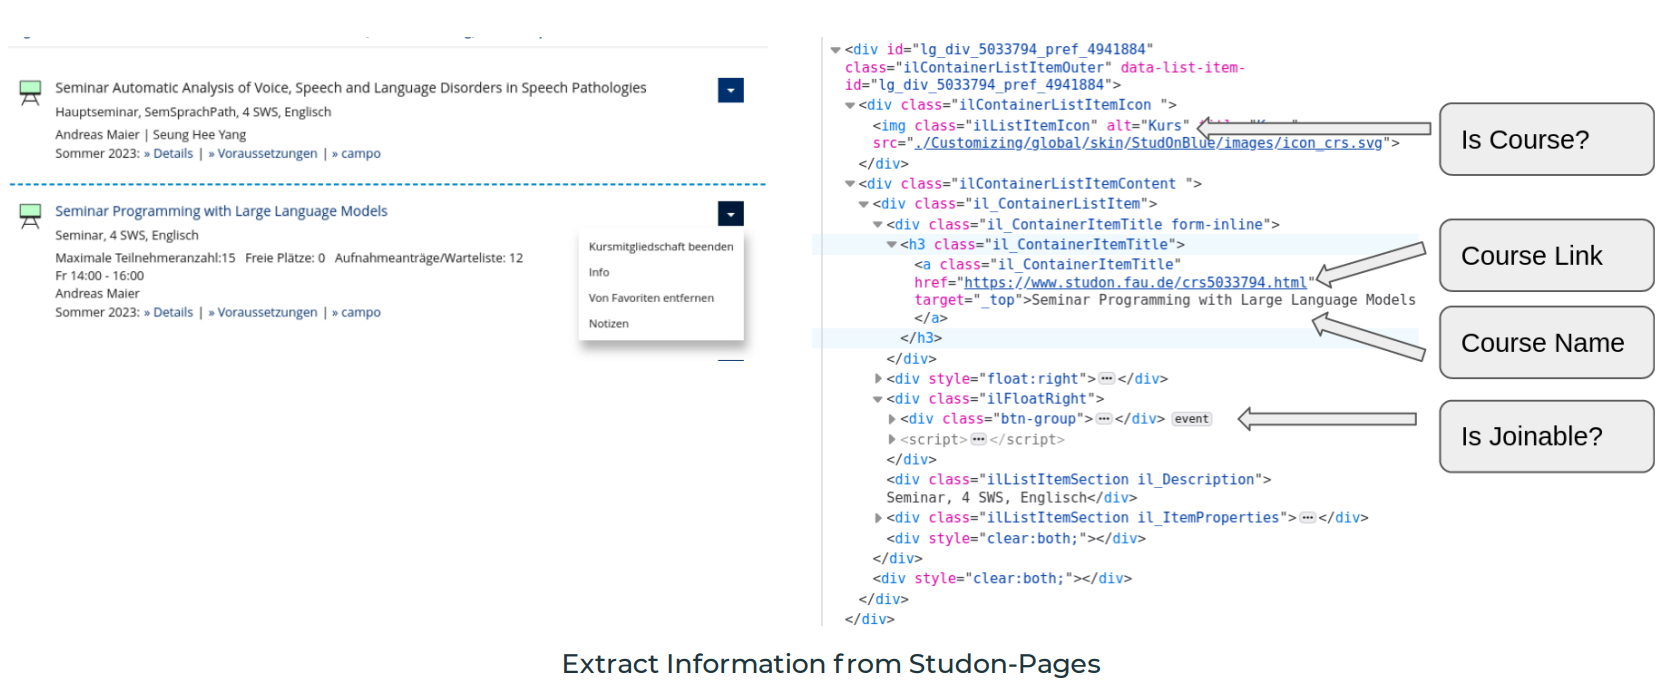 Seminar Automatic Analysis of Voice, Speech and Language Disorders in Speech Pathologies
Hauptseminar, SemSprachPath, 4 SWS, Englisch
Andreas Maier | Seung Hee Yang
Sommer 2023: » Details | » Voraussetzungen | » campo
Seminar Programming with Large Language Models
Seminar, 4 SWS, Englisch
Maximale Teilnehmeranzahl:15 Freie Plätze: 0 Aufnahmeanträge/Warteliste: 12
Fr 14:00 - 16:00
Andreas Maier
Sommer 2023: » Details | » Voraussetzungen | » campo
Kursmitgliedschaft beenden
Info
Von Favoriten entfernen
Notizen
<div id="lg_div_5033794_pref_4941884"
class="ilContainerListItemOuter" data-list-item-
id="lg_div_5033794_pref_4941884">
<div class="ilContainerListItemIcon ">
<img class="ilListItemIcon" alt="Kurs"
src="./Customizing/global/skin/StudOnBlue/images/icon_crs.svg">
</div>
<div class="ilContainerListItemContent ">
<div class="il_ContainerListItem">
<div class="il_ContainerItemTitle form-inline">
<h3 class="il_ContainerItemTitle">
<a class="il_ContainerItemTitle"
href="https://www.studon.fau.de/crs5033794.html"
target="_top">Seminar Programming with Large Language Models
</a>
</h3>
</div>
<div style="float:right">⋯</div>
<div class="ilFloatRight">
<div class="btn-group">⋯</div> event
<script>⋯</script>
</div>
<div class="ilListItemSection il_Description">
Seminar, 4 SWS, Englisch</div>
<div class="ilListItemSection il_ItemProperties">⋯</div>
<div style="clear:both;"></div>
</div>
<div style="clear:both;"></div>
</div>
</div>
Is Course?
Course Link
Course Name
Is Joinable?
Extract Information from Studon-Pages